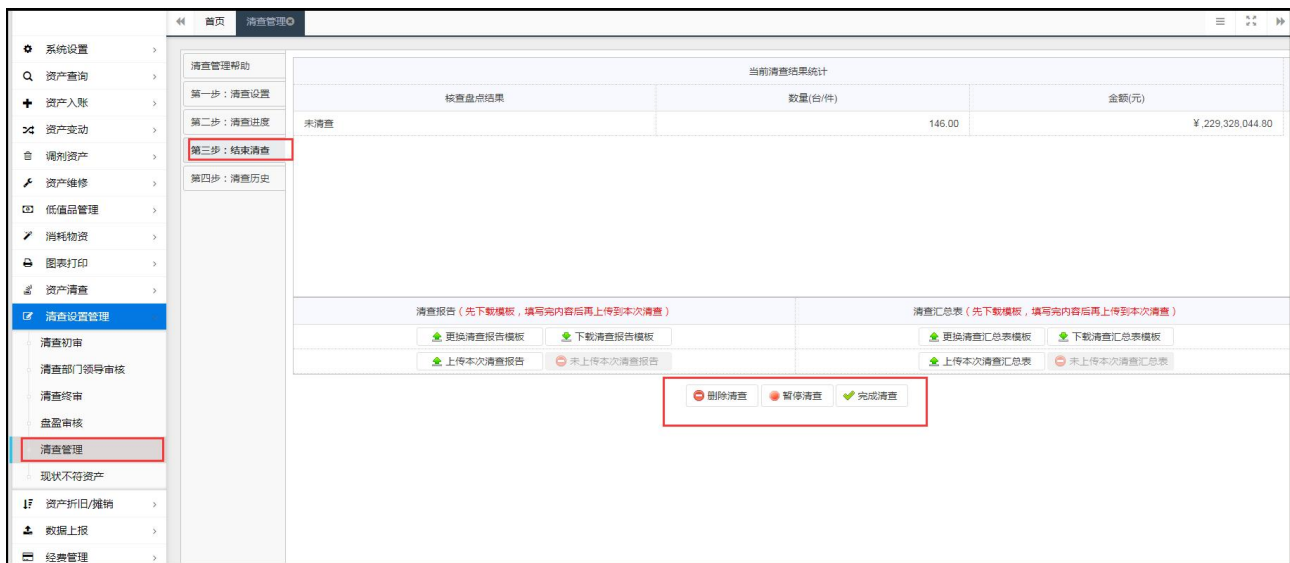 首页
清查管理
系统设置
资产查询
资产入账
资产变动
调剂资产
资产维修
低值品管理
消耗物资
图表打印
资产清查
清查设置管理
清查初审
清查部门领导审核
清查终审
盘盈审核
清查管理
现状不符资产
资产折旧/摊销
数据上报
经费管理
清查管理帮助
第一步：清查设置
第二步：清查进度
第三步：结束清查
第四步：清查历史
当前清查结果统计
核查盘点结果 数量(台/件) 金额(元)
未清查 146.00 ¥,229,328,044.80
清查报告（先下载模板，填写完内容后再上传到本次清查）
更换清查报告模板 下载清查报告模板
上传本次清查报告 未上传本次清查报告
清查汇总表（先下载模板，填写完内容后再上传到本次清查）
更换清查汇总表模板 下载清查汇总表模板
上传本次清查汇总表 未上传本次清查汇总表
删除清查 暂停清查 完成清查